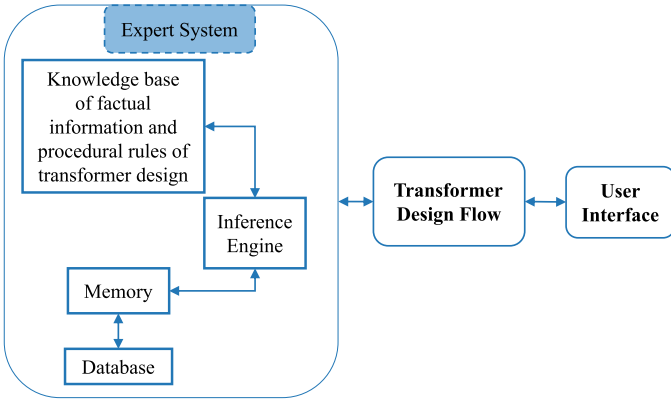 Expert System
Knowledge base
of factual
information and
procedural rules of
transformer design
Inference
Engine
Memory
Database
Transformer
Design Flow
User
Interface